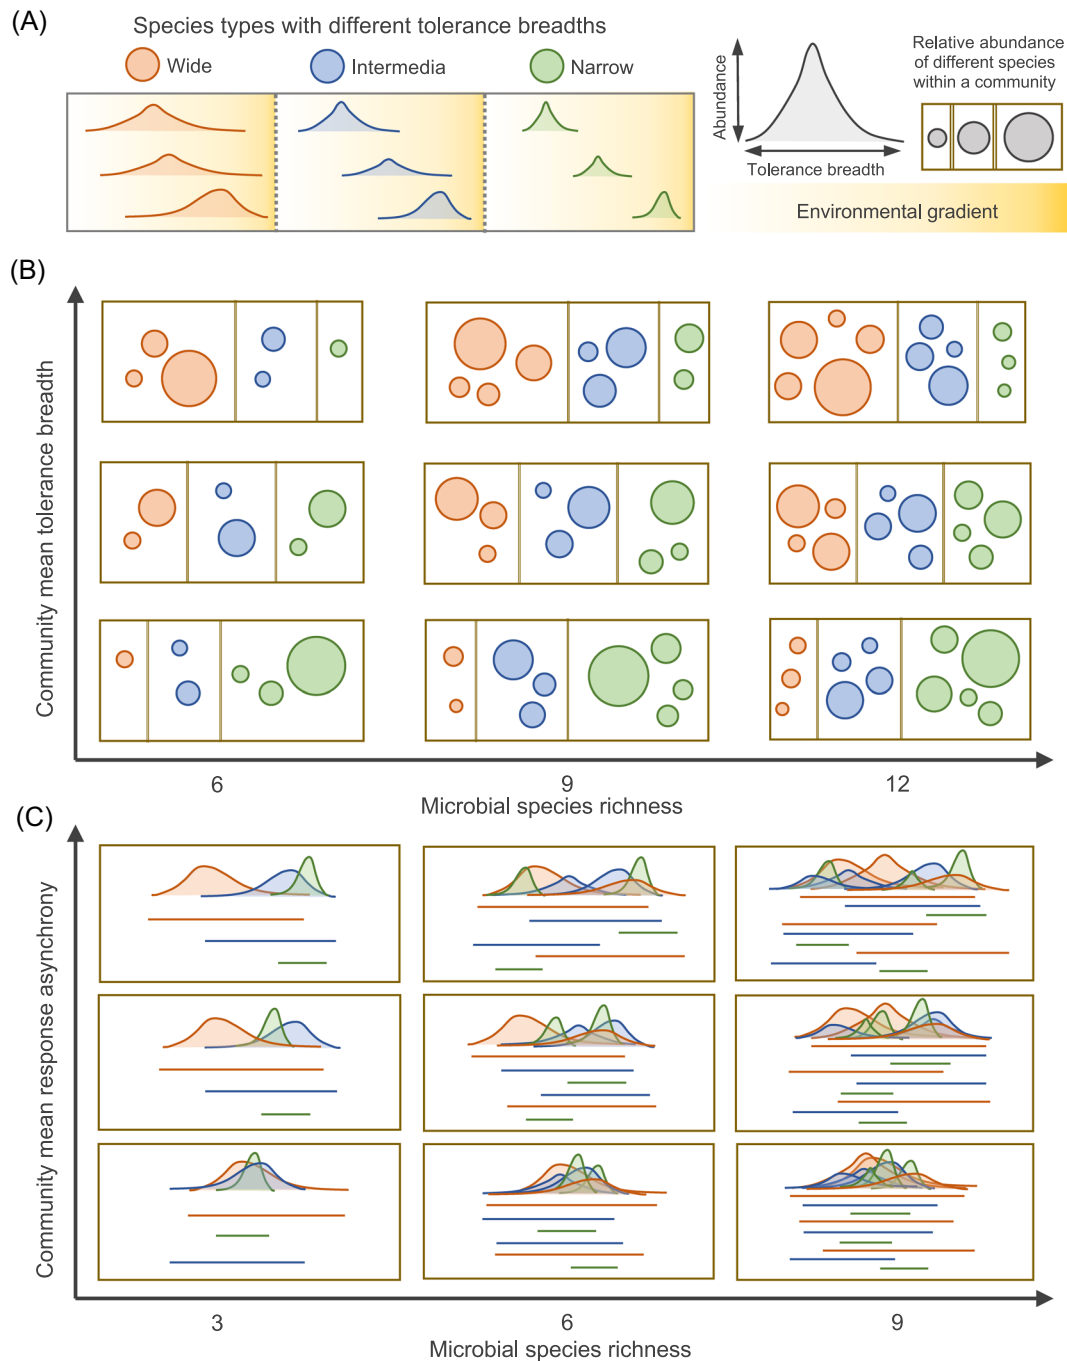 (A)
Species types with different tolerance breadths
Wide
Intermedia
Narrow
Abundance
Tolerance breadth
Relative abundance
of different species
within a community
Environmental gradient
(B)
Community mean tolerance breadth
6
9
12
Microbial species richness
(C)
Community mean response asynchrony
3
6
9
Microbial species richness